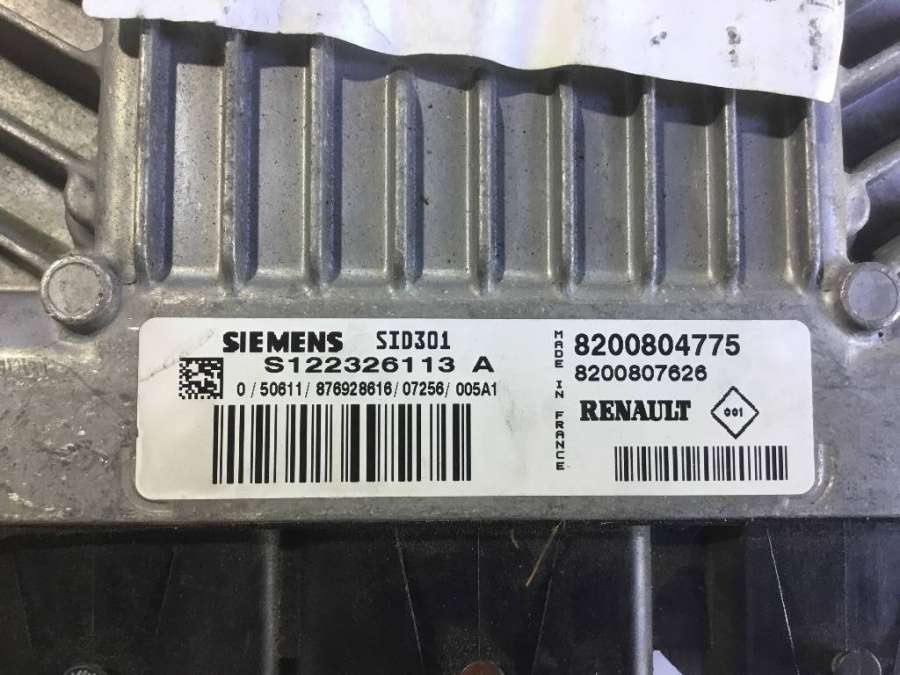 SIEMENS SID301
S122326113 A
0 / 50611 / 876928616 / 07256 / 005A1
MADE IN FRANCE
8200804775
8200807626
RENAULT 001